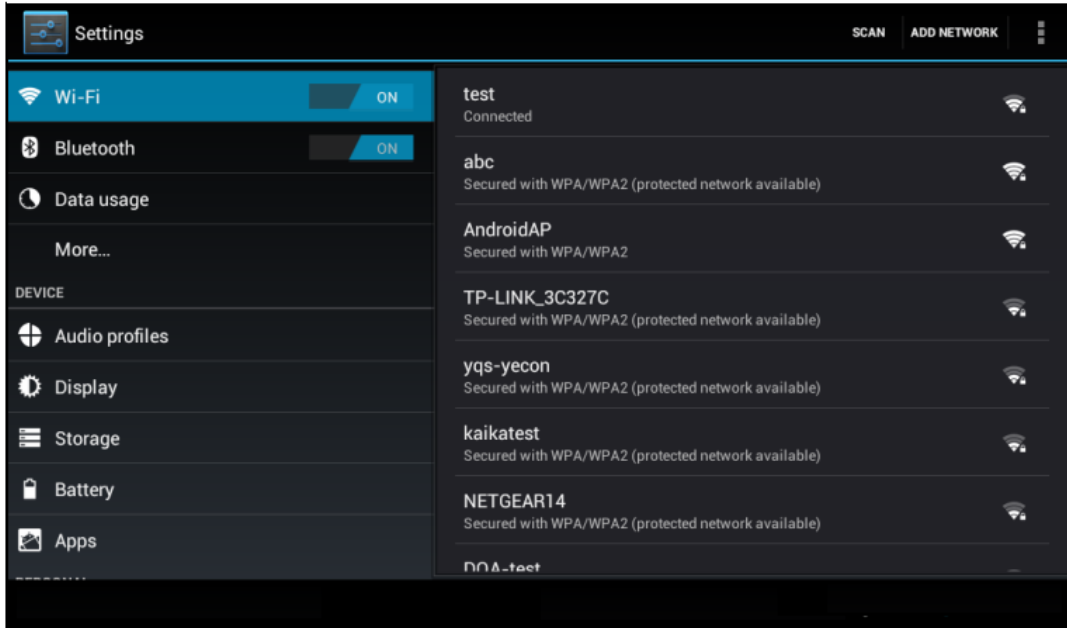 Settings
SCAN
ADD NETWORK
Wi-Fi
ON
Bluetooth
ON
Data usage
More...
DEVICE
Audio profiles
Display
Storage
Battery
Apps
test
Connected
abc
Secured with WPA/WPA2 (protected network available)
AndroidAP
Secured with WPA/WPA2
TP-LINK_3C327C
Secured with WPA/WPA2 (protected network available)
yqs-yecon
Secured with WPA/WPA2 (protected network available)
kaikatest
Secured with WPA/WPA2 (protected network available)
NETGEAR14
Secured with WPA/WPA2 (protected network available)